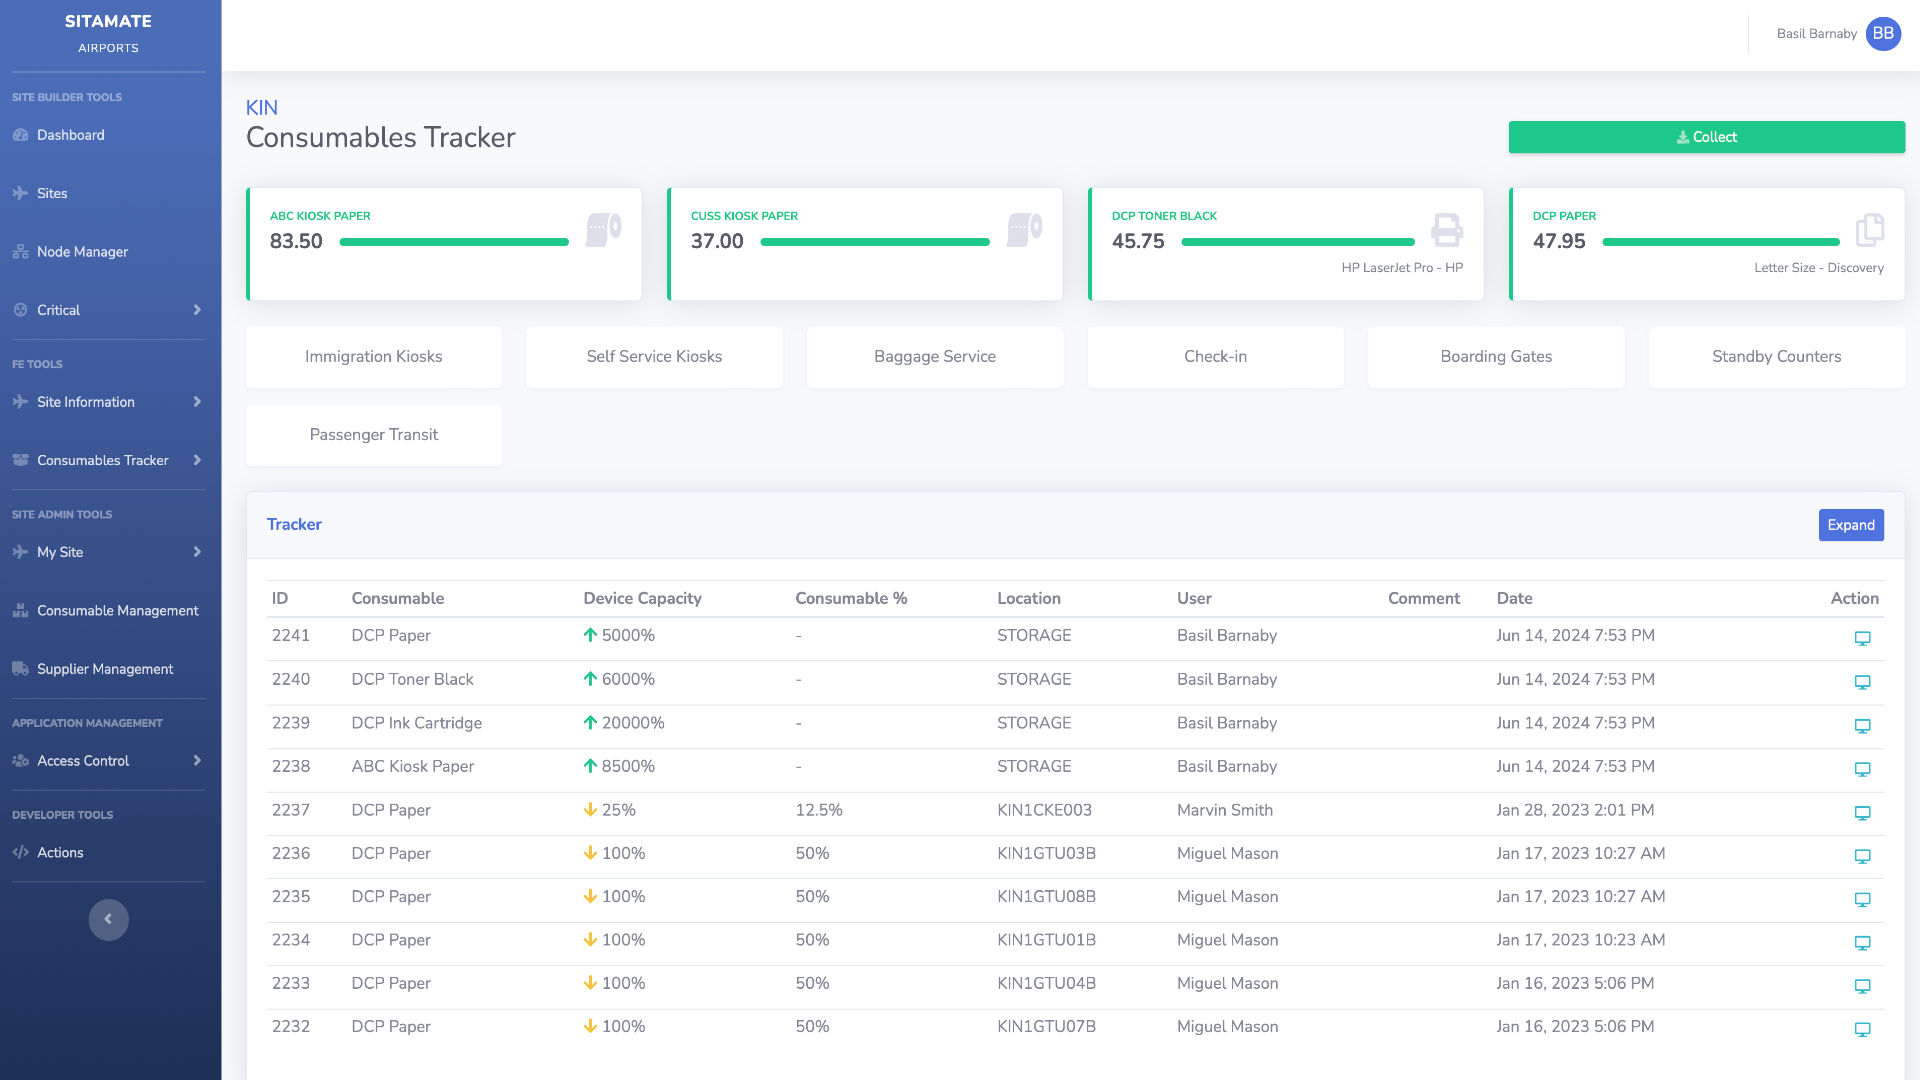 SITAMATE
AIRPORTS
SITE BUILDER TOOLS
Dashboard
Sites
Node Manager
Critical
FE TOOLS
Site Information
Consumables Tracker
SITE ADMIN TOOLS
My Site
Consumable Management
Supplier Management
APPLICATION MANAGEMENT
Access Control
DEVELOPER TOOLS
Actions
Basil Barnaby BB
KIN
Consumables Tracker
Collect
ABC KIOSK PAPER
83.50
CUSS KIOSK PAPER
37.00
DCP TONER BLACK
45.75
HP LaserJet Pro - HP
DCP PAPER
47.95
Letter Size - Discovery
Immigration Kiosks
Self Service Kiosks
Baggage Service
Check-in
Boarding Gates
Standby Counters
Passenger Transit
Tracker
Expand
ID Consumable Device Capacity Consumable % Location User Comment Date Action
2241 DCP Paper 5000% - STORAGE Basil Barnaby Jun 14, 2024 7:53 PM
2240 DCP Toner Black 6000% - STORAGE Basil Barnaby Jun 14, 2024 7:53 PM
2239 DCP Ink Cartridge 20000% - STORAGE Basil Barnaby Jun 14, 2024 7:53 PM
2238 ABC Kiosk Paper 8500% - STORAGE Basil Barnaby Jun 14, 2024 7:53 PM
2237 DCP Paper 25% 12.5% KIN1CKE003 Marvin Smith Jan 28, 2023 2:01 PM
2236 DCP Paper 100% 50% KIN1GTU03B Miguel Mason Jan 17, 2023 10:27 AM
2235 DCP Paper 100% 50% KIN1GTU08B Miguel Mason Jan 17, 2023 10:27 AM
2234 DCP Paper 100% 50% KIN1GTU01B Miguel Mason Jan 17, 2023 10:23 AM
2233 DCP Paper 100% 50% KIN1GTU04B Miguel Mason Jan 16, 2023 5:06 PM
2232 DCP Paper 100% 50% KIN1GTU07B Miguel Mason Jan 16, 2023 5:06 PM